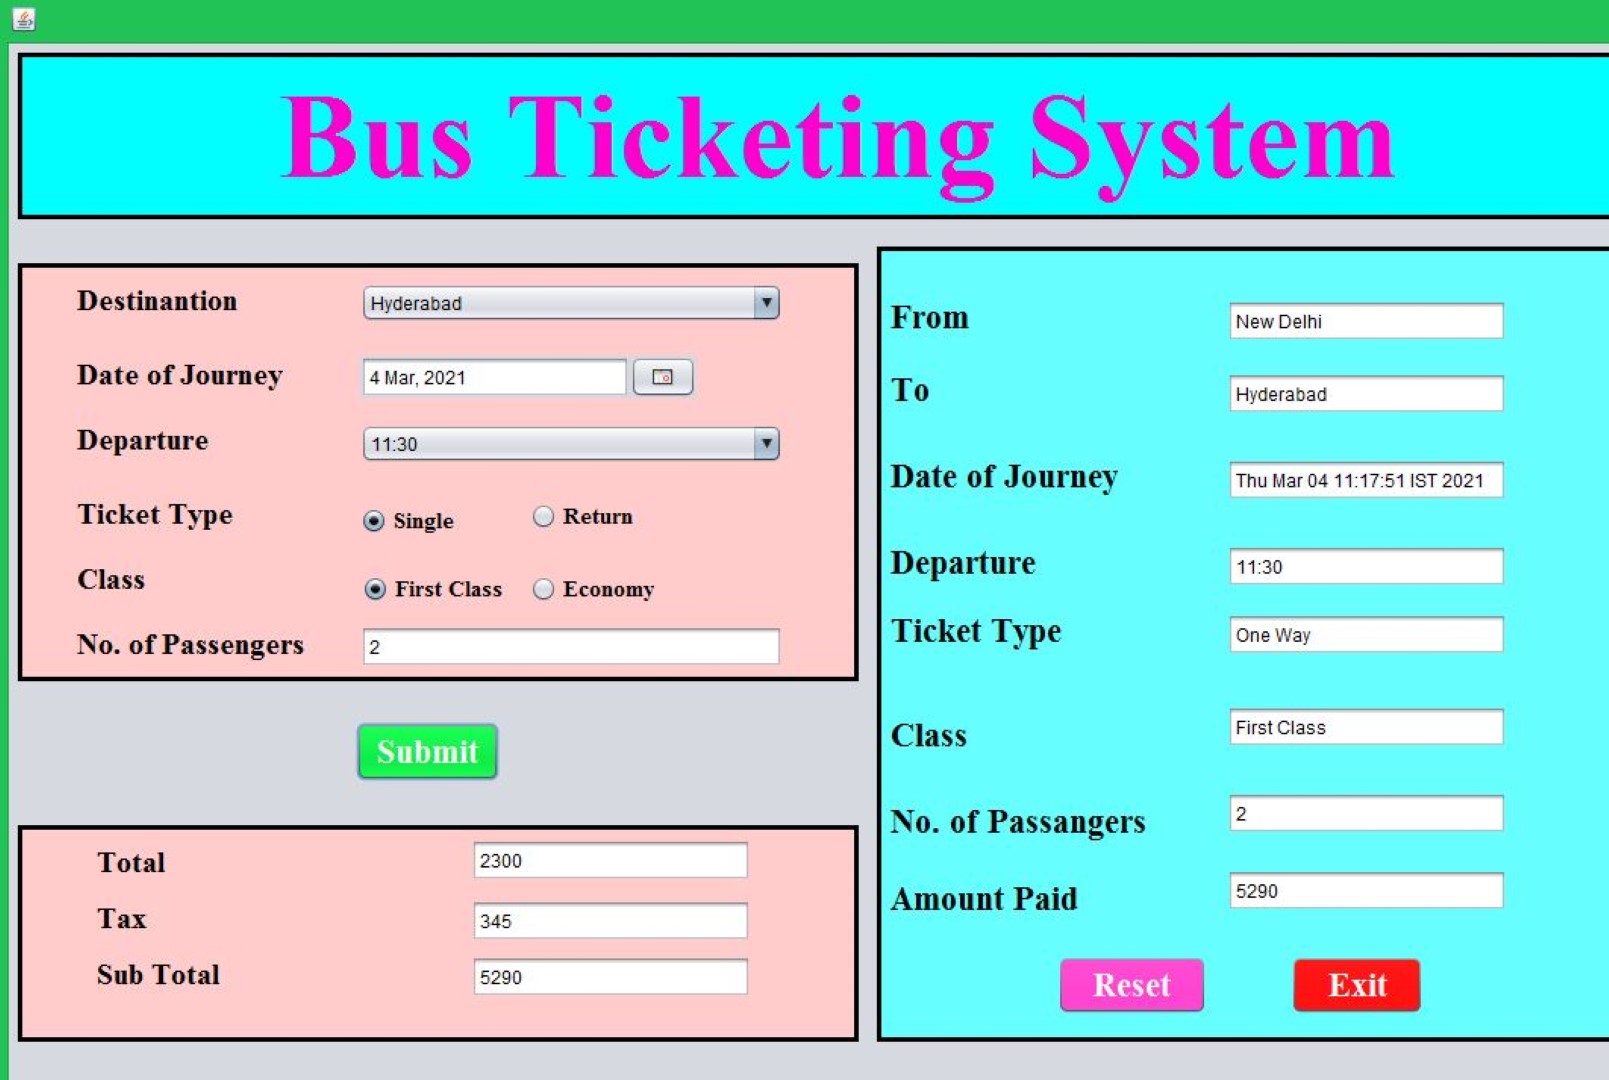 Bus Ticketing System
Destinantion
Hyderabad
Date of Journey
4 Mar, 2021
Departure
11:30
Ticket Type
Single
Return
Class
First Class
Economy
No. of Passengers
2
Submit
Total
2300
Tax
345
Sub Total
5290
From
New Delhi
To
Hyderabad
Date of Journey
Thu Mar 04 11:17:51 IST 2021
Departure
11:30
Ticket Type
One Way
Class
First Class
No. of Passangers
2
Amount Paid
5290
Reset
Exit